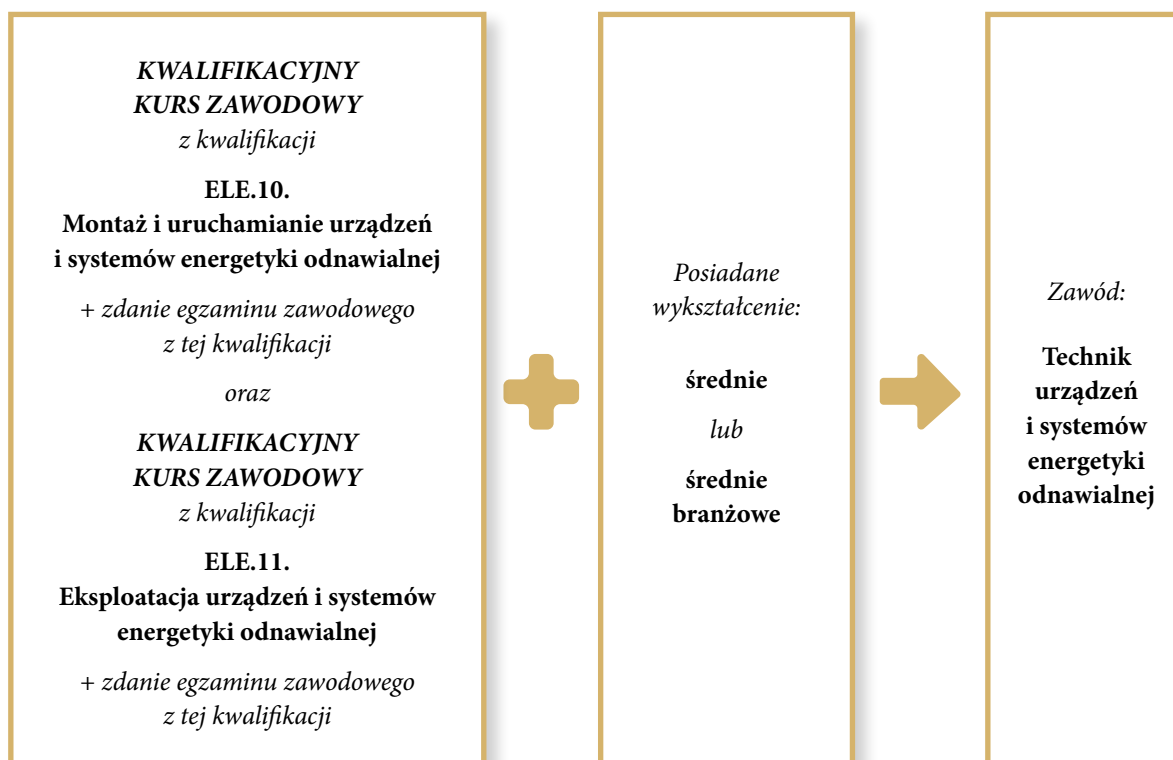 KWALIFIKACYJNY
KURS ZAWODOWY
z kwalifikacji
ELE.10.
Montaż i uruchamianie urządzeń
i systemów energetyki odnawialnej
+ zdanie egzaminu zawodowego
z tej kwalifikacji
oraz
KWALIFIKACYJNY
KURS ZAWODOWY
z kwalifikacji
ELE.11.
Eksploatacja urządzeń i systemów
energetyki odnawialnej
+ zdanie egzaminu zawodowego
z tej kwalifikacji
Posiadane
wykształcenie:
średnie
lub
średnie
branżowe
Zawód:
Technik
urządzeń
i systemów
energetyki
odnawialnej